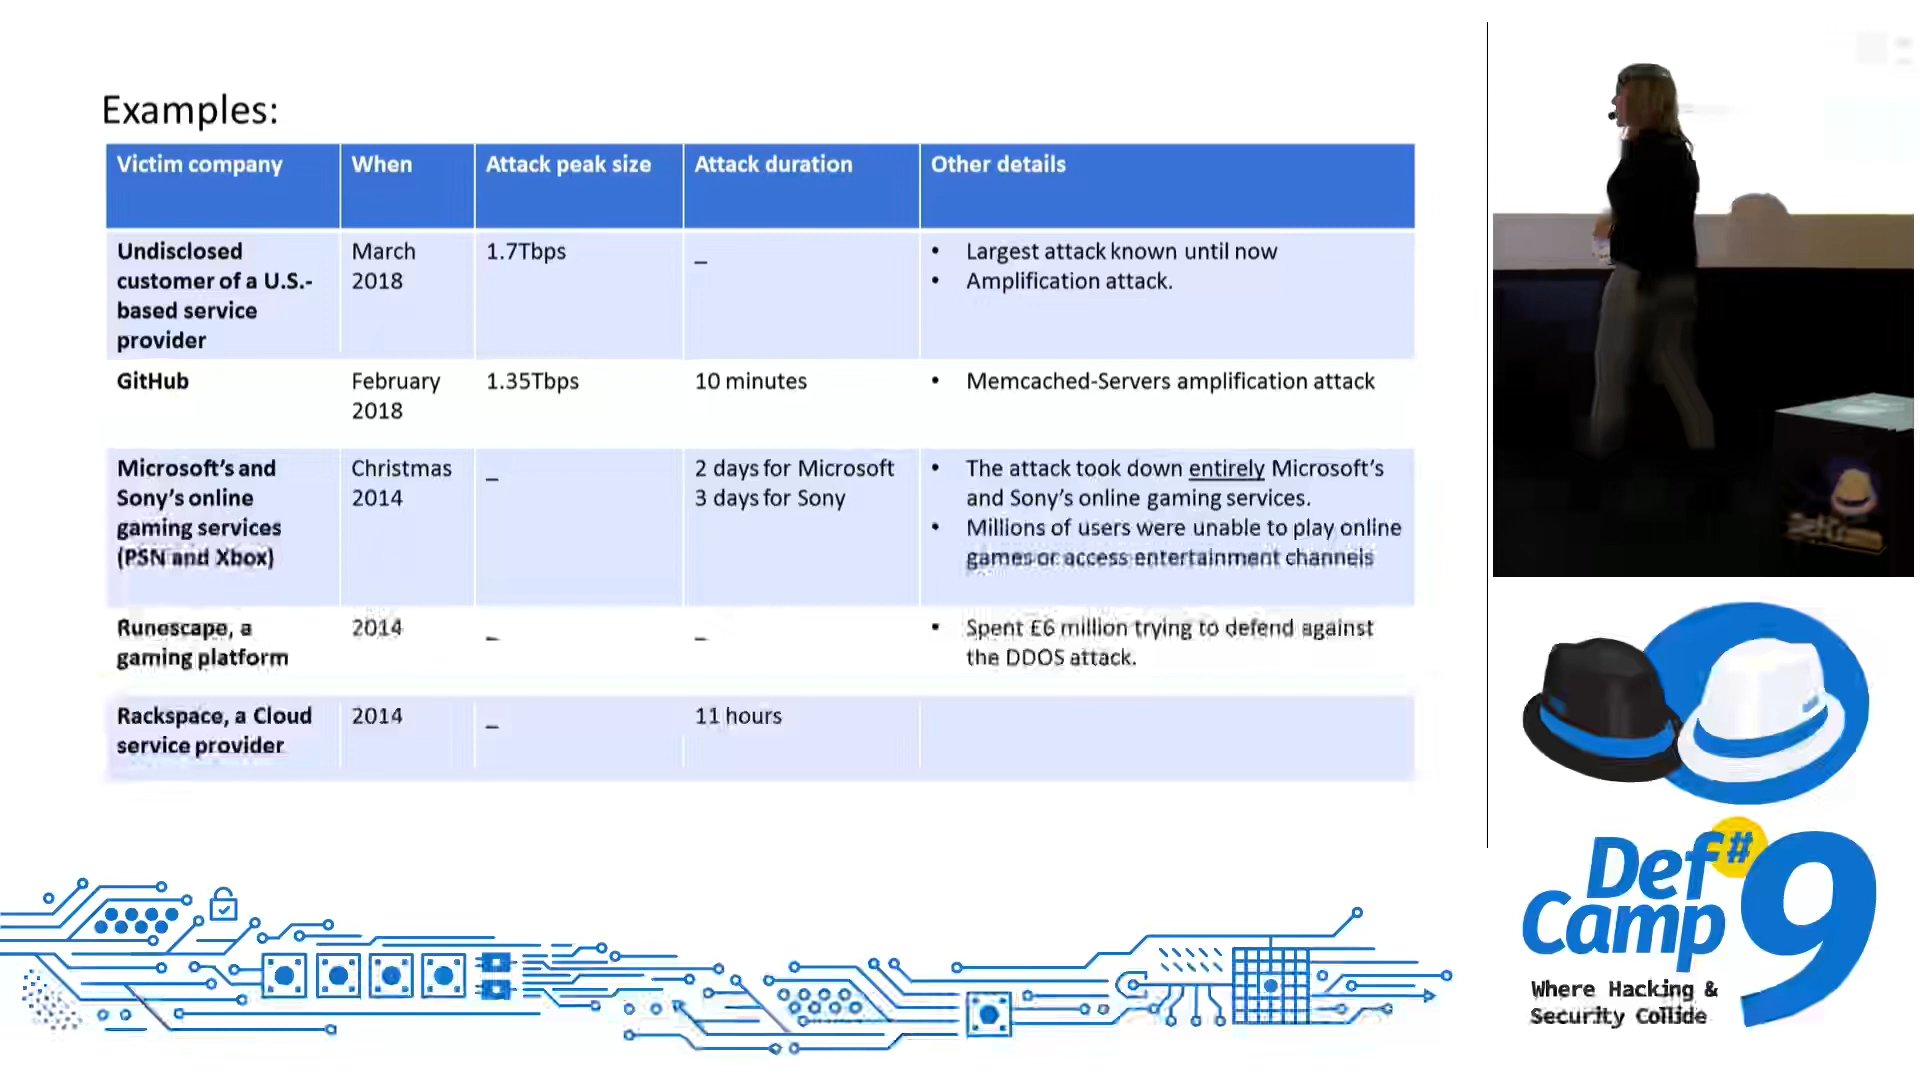 Examples:
Victim company When Attack peak size Attack duration Other details
Undisclosed March 1.7Tbps _ • Largest attack known until now
customer of a U.S.- 2018 • Amplification attack.
based service
provider
GitHub February 1.35Tbps 10 minutes • Memcached-Servers amplification attack
2018
Microsoft's and Christmas _ 2 days for Microsoft • The attack took down entirely Microsoft's
Sony's online 2014 3 days for Sony and Sony's online gaming services.
gaming services • Millions of users were unable to play online
(PSN and Xbox) games or access entertainment channels
Runescape, a 2014 _ _ • Spent £6 million trying to defend against
gaming platform the DDOS attack.
Rackspace, a Cloud 2014 _ 11 hours
service provider
Def # 9
Camp
Where Hacking &
Security Collide